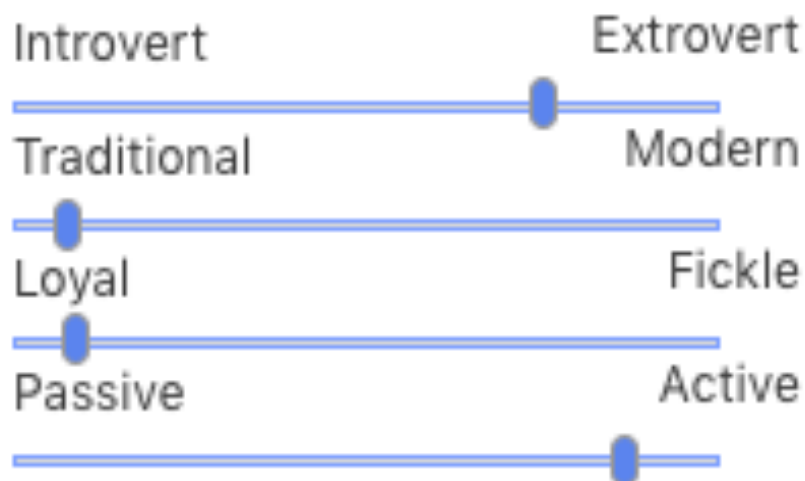 Introvert Extrovert
Traditional Modern
Loyal Fickle
Passive Active